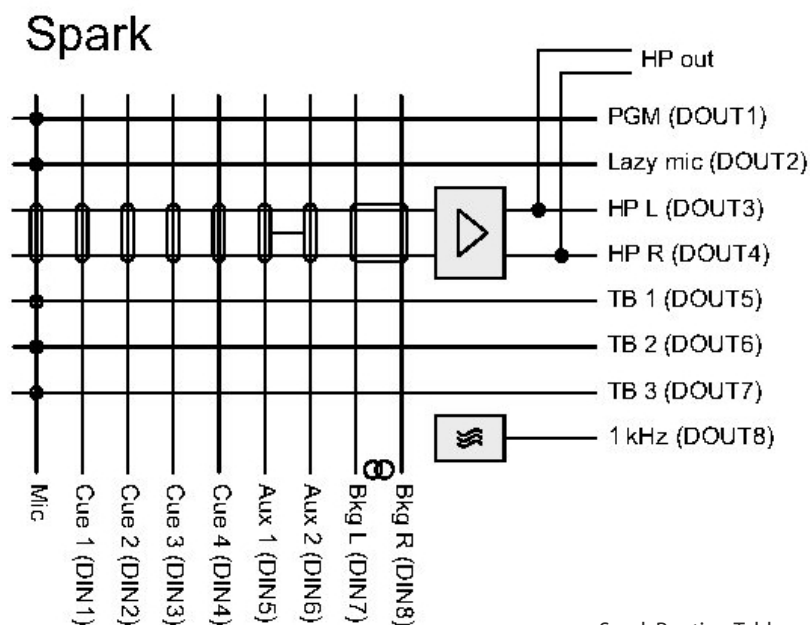 Spark
HP out
PGM (DOUT1)
Lazy mic (DOUT2)
HP L (DOUT3)
HP R (DOUT4)
TB 1 (DOUT5)
TB 2 (DOUT6)
TB 3 (DOUT7)
1 kHz (DOUT8)
Mic
Cue 1 (DIN1)
Cue 2 (DIN2)
Cue 3 (DIN3)
Cue 4 (DIN4)
Aux 1 (DIN5)
Aux 2 (DIN6)
Bkg L (DIN7)
Bkg R (DIN8)